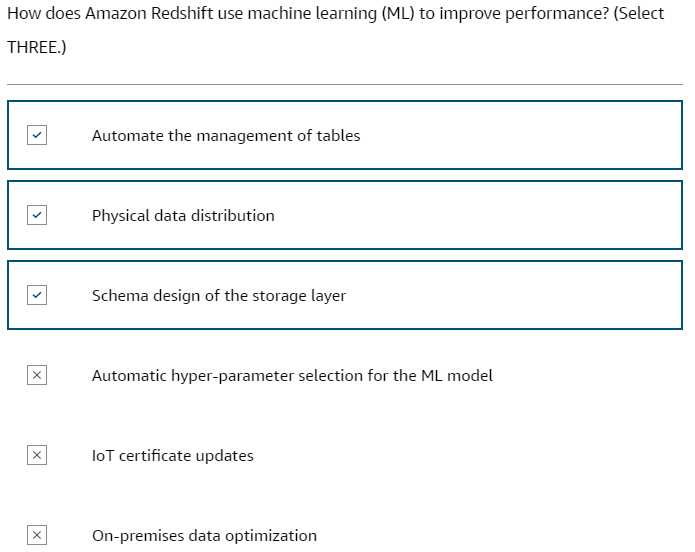 How does Amazon Redshift use machine learning (ML) to improve performance? (Select
THREE.)
Automate the management of tables
Physical data distribution
Schema design of the storage layer
Automatic hyper-parameter selection for the ML model
IoT certificate updates
On-premises data optimization